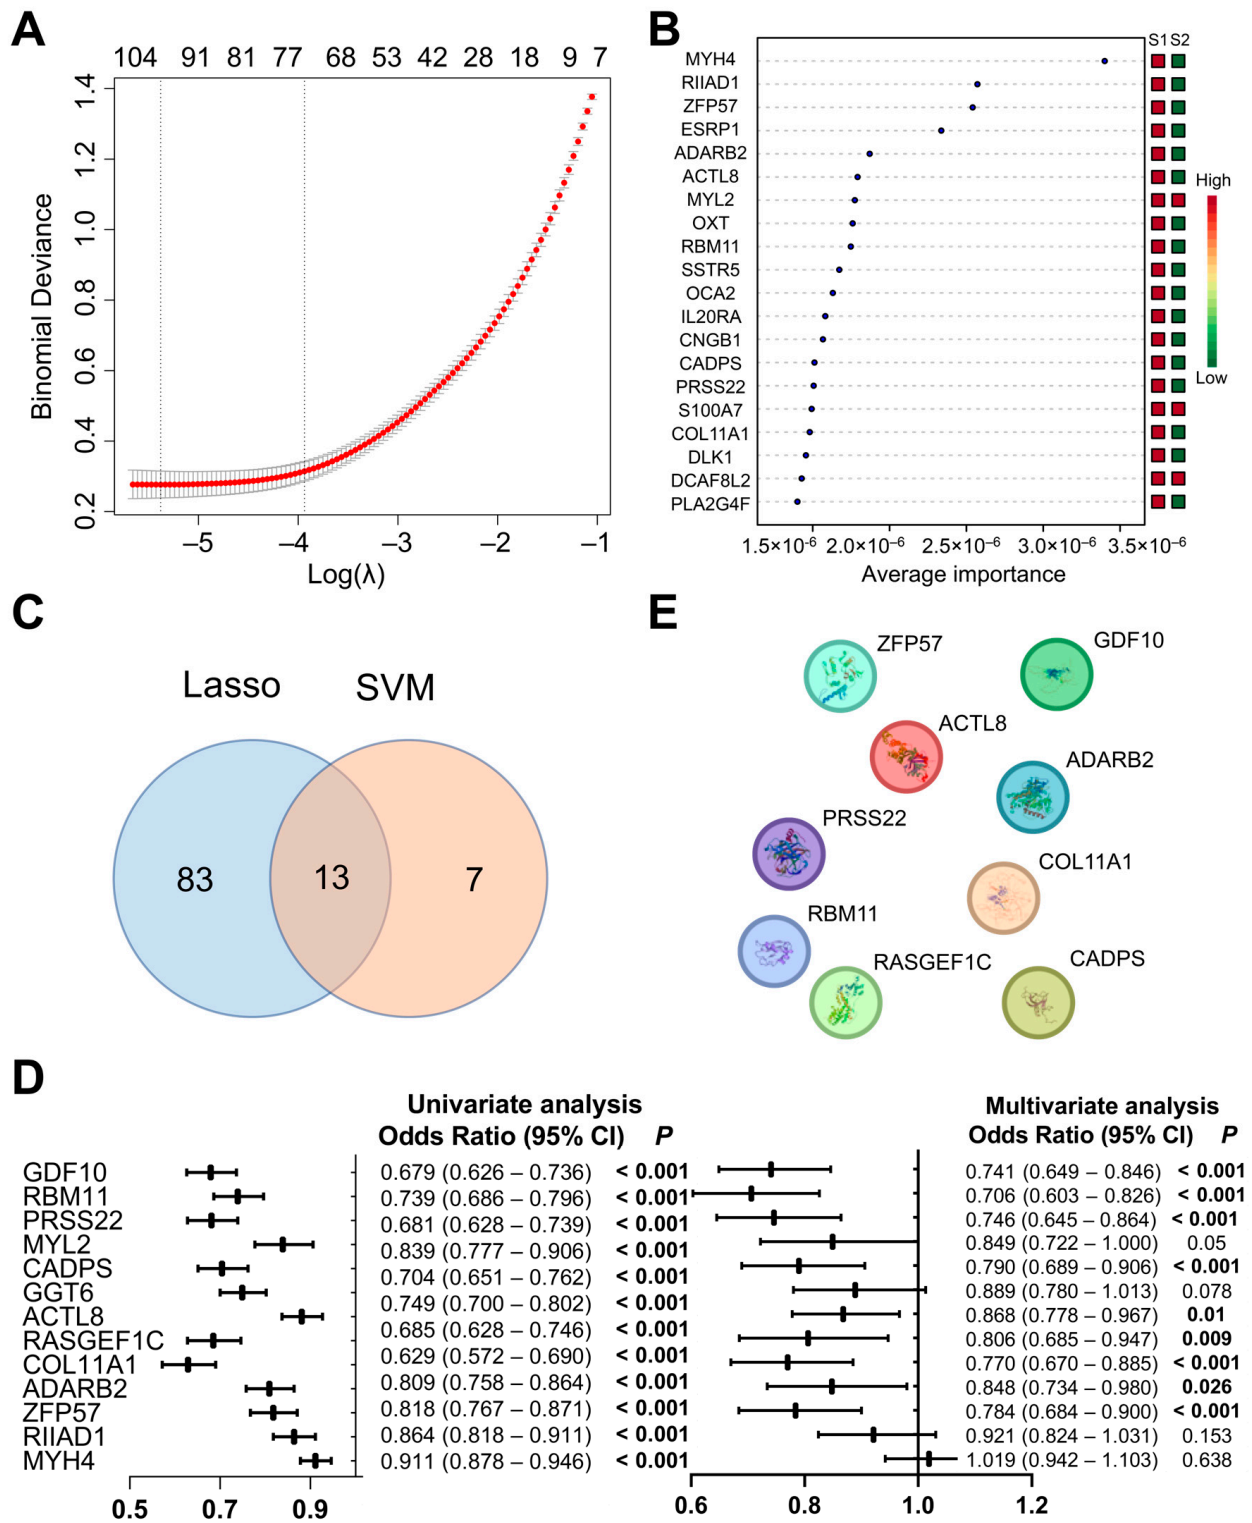 A
104 91 81 77 68 53 42 28 18 9 7
Binomial Deviance
1.4
1.2
1.0
0.8
0.6
0.4
0.2
–5 –4 –3 –2 –1
Log(λ)
B
S1 S2
MYH4
RIIAD1
ZFP57
ESRP1
ADARB2
ACTL8
MYL2
OXT
RBM11
SSTR5
OCA2
IL20RA
CNGB1
CADPS
PRSS22
S100A7
COL11A1
DLK1
DCAF8L2
PLA2G4F
High
Low
1.5×10⁻⁶ 2.0×10⁻⁶ 2.5×10⁻⁶ 3.0×10⁻⁶ 3.5×10⁻⁶
Average importance
C
Lasso SVM
83 13 7
E
ZFP57
GDF10
ACTL8
ADARB2
PRSS22
COL11A1
RBM11
RASGEF1C
CADPS
D
Univariate analysis
Odds Ratio (95% CI) P
Multivariate analysis
Odds Ratio (95% CI) P
GDF10
RBM11
PRSS22
MYL2
CADPS
GGT6
ACTL8
RASGEF1C
COL11A1
ADARB2
ZFP57
RIIAD1
MYH4
0.679 (0.626 – 0.736) < 0.001
0.739 (0.686 – 0.796) < 0.001
0.681 (0.628 – 0.739) < 0.001
0.839 (0.777 – 0.906) < 0.001
0.704 (0.651 – 0.762) < 0.001
0.749 (0.700 – 0.802) < 0.001
0.685 (0.628 – 0.746) < 0.001
0.629 (0.572 – 0.690) < 0.001
0.809 (0.758 – 0.864) < 0.001
0.818 (0.767 – 0.871) < 0.001
0.864 (0.818 – 0.911) < 0.001
0.911 (0.878 – 0.946) < 0.001
0.741 (0.649 – 0.846) < 0.001
0.706 (0.603 – 0.826) < 0.001
0.746 (0.645 – 0.864) < 0.001
0.849 (0.722 – 1.000) 0.05
0.790 (0.689 – 0.906) < 0.001
0.889 (0.780 – 1.013) 0.078
0.868 (0.778 – 0.967) 0.01
0.806 (0.685 – 0.947) 0.009
0.770 (0.670 – 0.885) < 0.001
0.848 (0.734 – 0.980) 0.026
0.784 (0.684 – 0.900) < 0.001
0.921 (0.824 – 1.031) 0.153
1.019 (0.942 – 1.103) 0.638
0.5 0.7 0.9
0.6 0.8 1.0 1.2